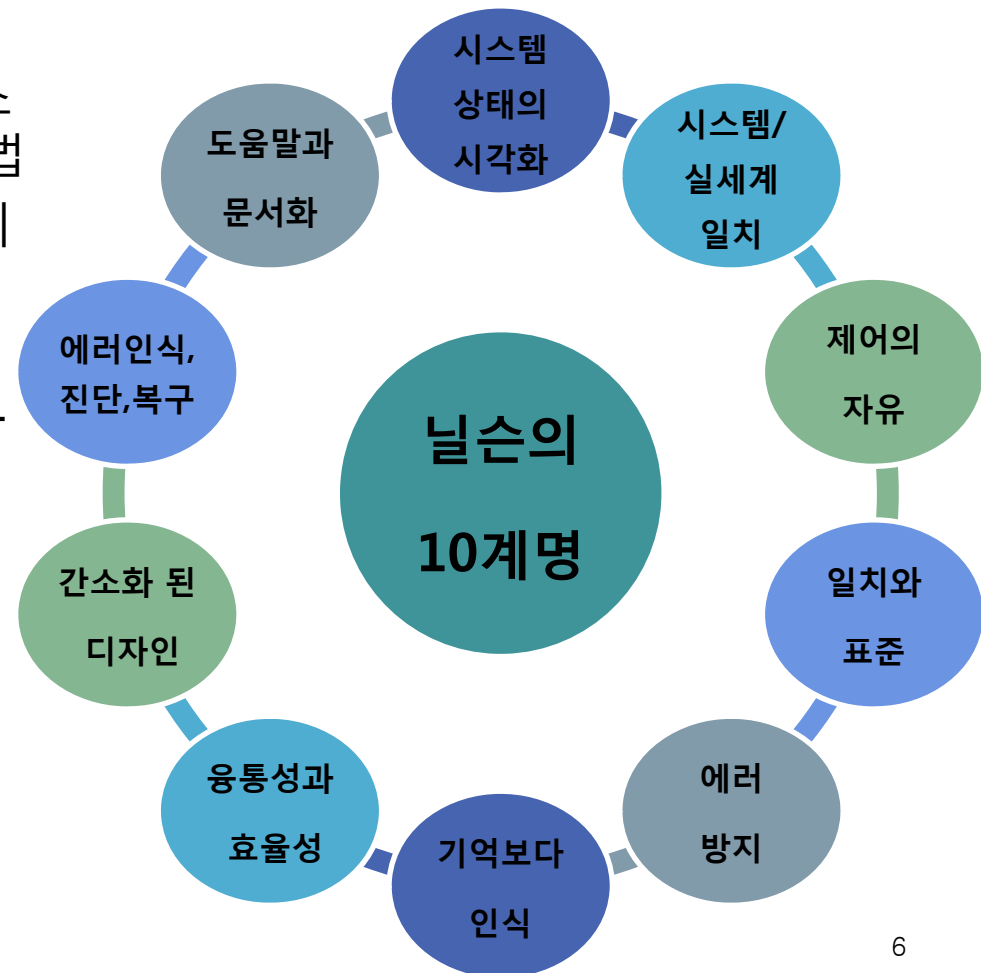 법
닐슨의
10계명
시스템
상태의
시각화
시스템/
실세계
일치
제어의
자유
일치와
표준
에러
방지
기억보다
인식
융통성과
효율성
간소화 된
디자인
에러인식,
진단,복구
도움말과
문서화
6